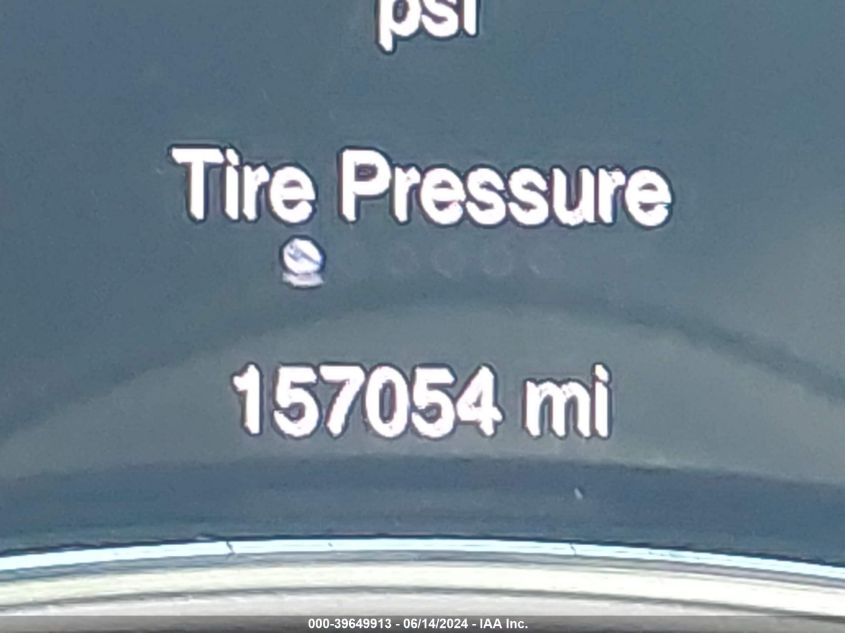 psi
Tire Pressure
157054 mi
000-39649913 - 06/14/2024 - IAA Inc.